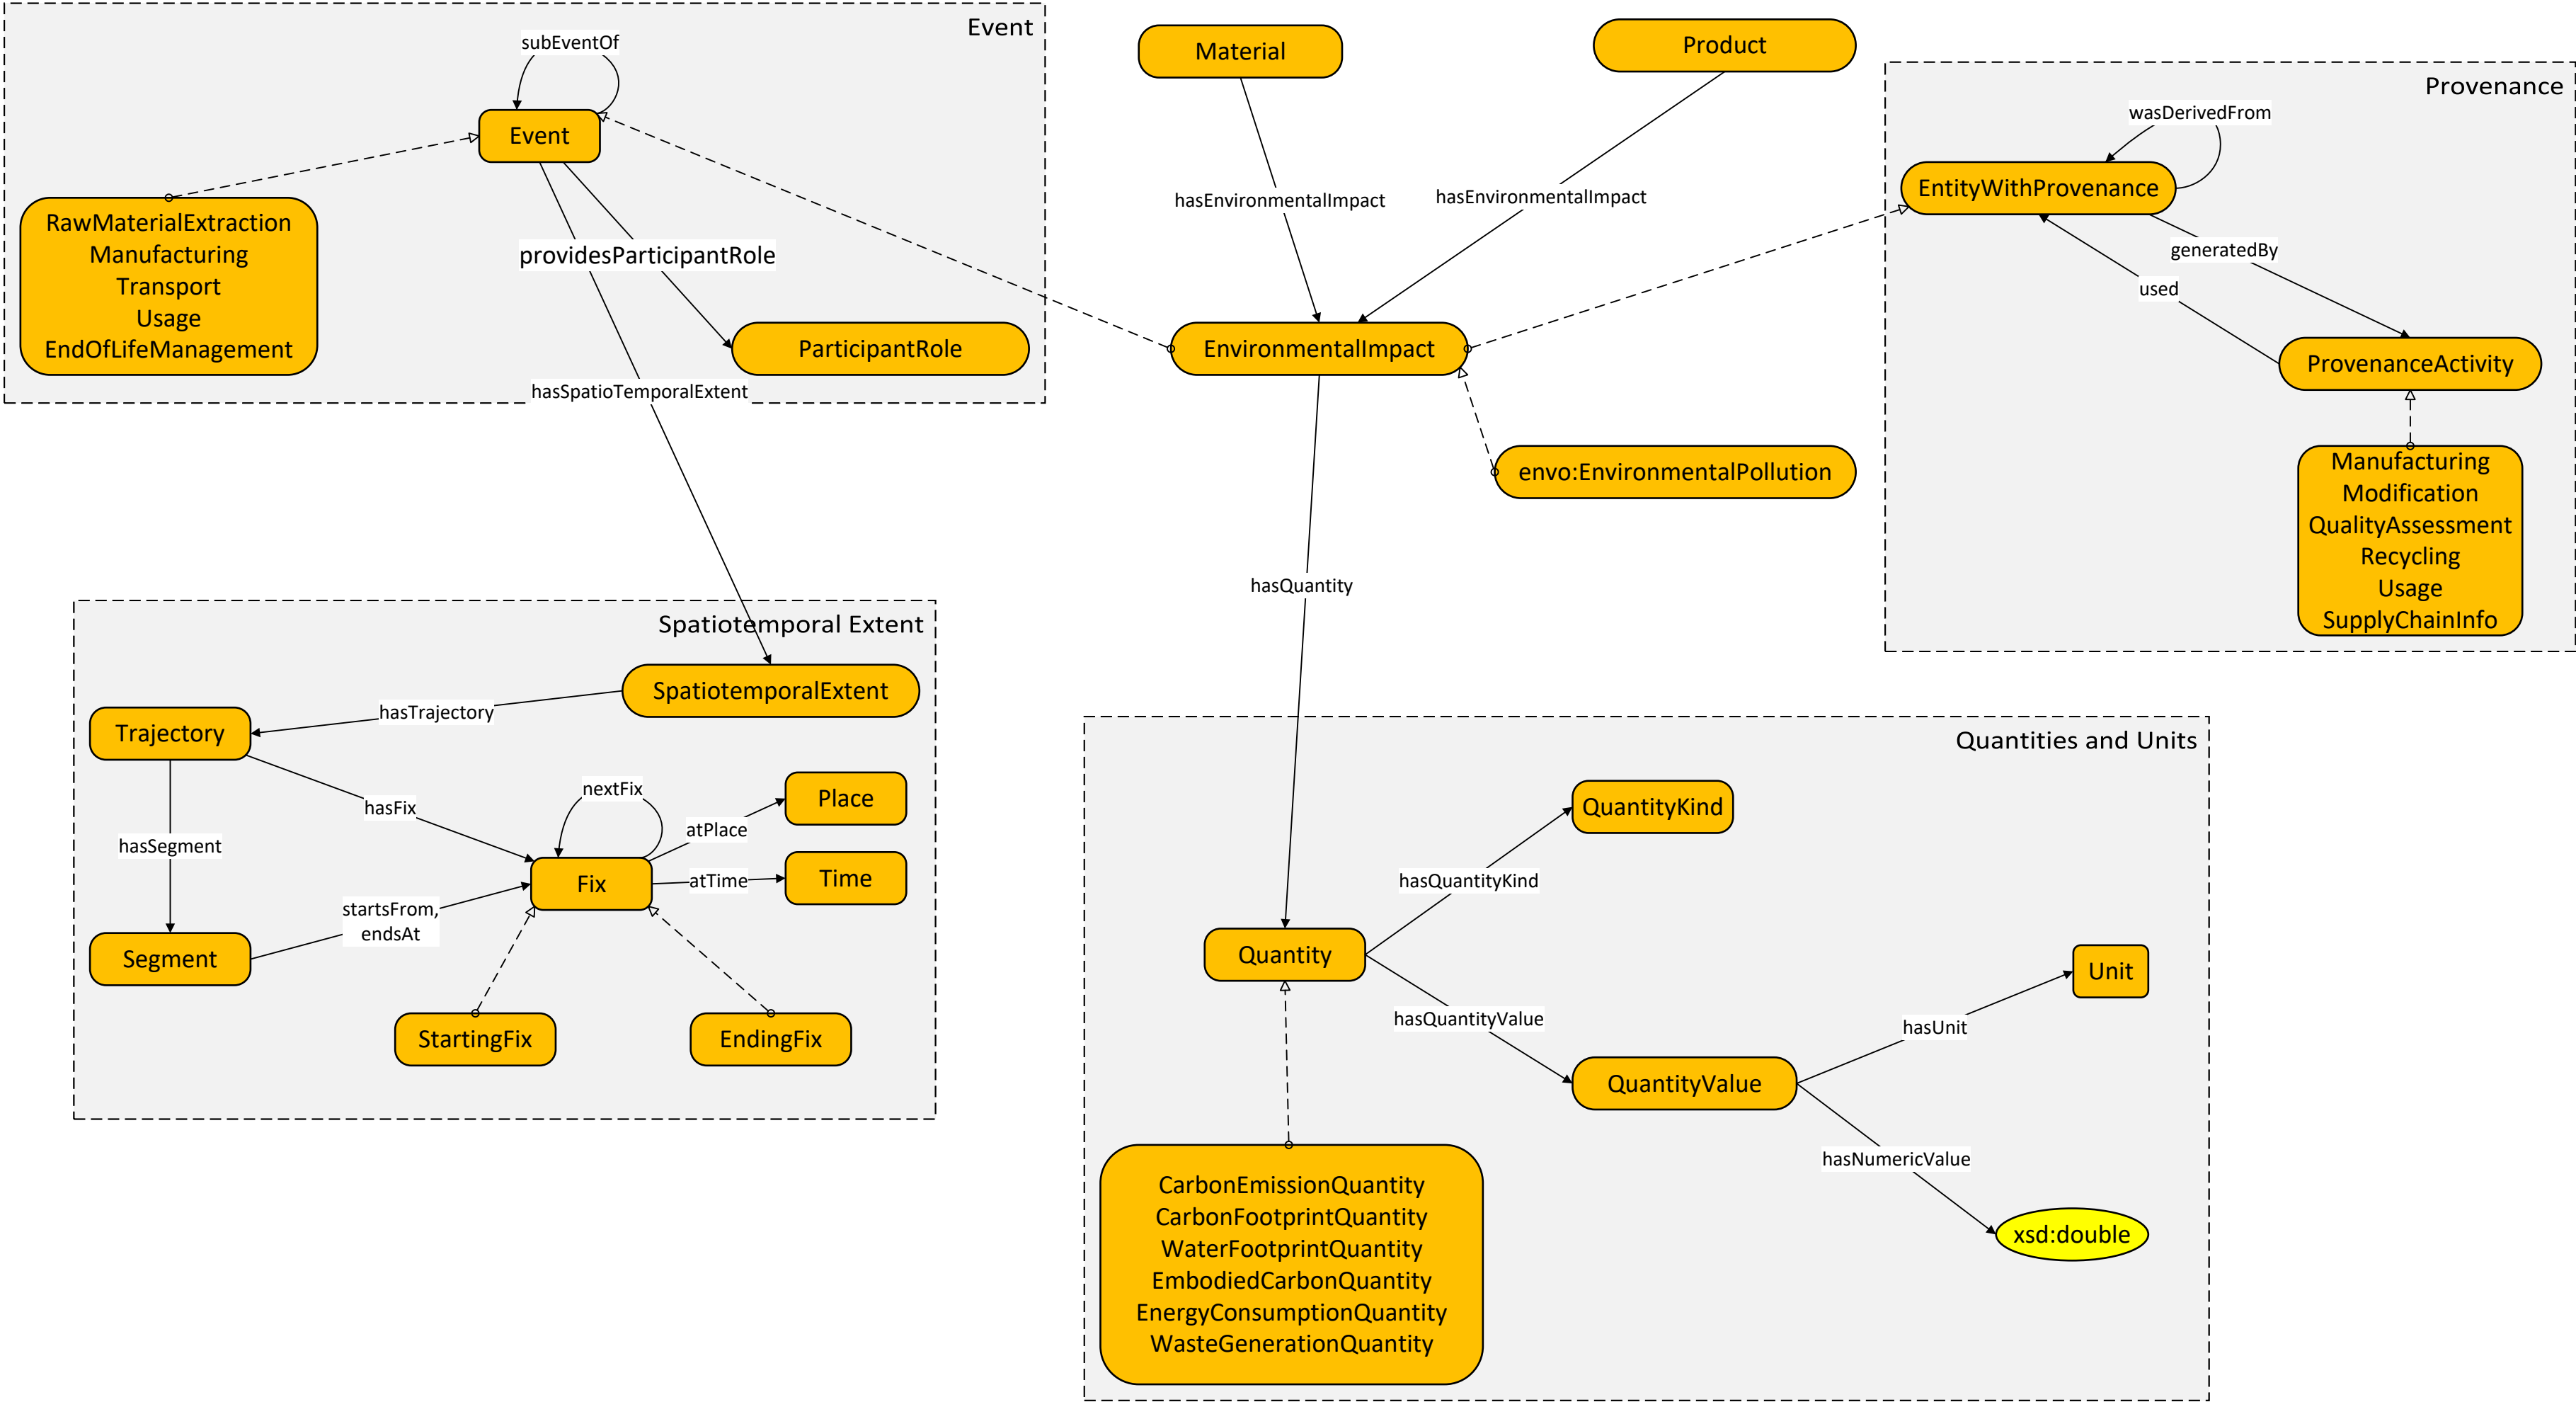 Event
subEventOf
Event
RawMaterialExtraction
Manufacturing
Transport
Usage
EndOfLifeManagement
providesParticipantRole
ParticipantRole
hasSpatioTemporalExtent
Material
Product
hasEnvironmentalImpact
hasEnvironmentalImpact
EnvironmentalImpact
envo:EnvironmentalPollution
hasQuantity
Provenance
wasDerivedFrom
EntityWithProvenance
generatedBy
used
ProvenanceActivity
Manufacturing
Modification
QualityAssessment
Recycling
Usage
SupplyChainInfo
Spatiotemporal Extent
SpatiotemporalExtent
hasTrajectory
Trajectory
hasFix
nextFix
Place
atPlace
hasSegment
Fix
atTime
Time
startsFrom,
endsAt
Segment
StartingFix
EndingFix
Quantities and Units
QuantityKind
hasQuantityKind
Quantity
hasQuantityValue
Unit
hasUnit
QuantityValue
hasNumericValue
xsd:double
CarbonEmissionQuantity
CarbonFootprintQuantity
WaterFootprintQuantity
EmbodiedCarbonQuantity
EnergyConsumptionQuantity
WasteGenerationQuantity